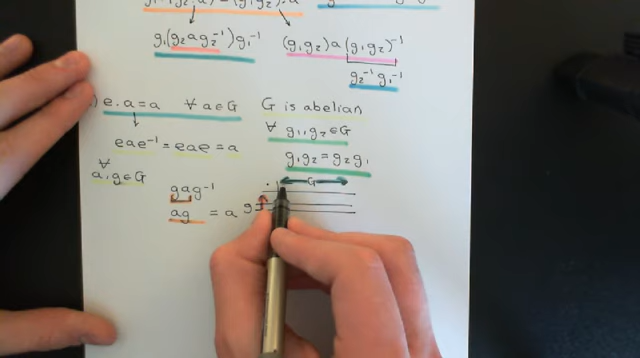 g₁(g₂ag₂⁻¹)g₁⁻¹ (g₁g₂)a(g₁g₂)⁻¹
g₂⁻¹g₁⁻¹
e.a=a ∀a∈G G is abelian
∀ g₁,g₂∈G
eae⁻¹ = eae = a
g₁g₂=g₂g₁
∀
a,g∈G
G
gag⁻¹
ag = a g